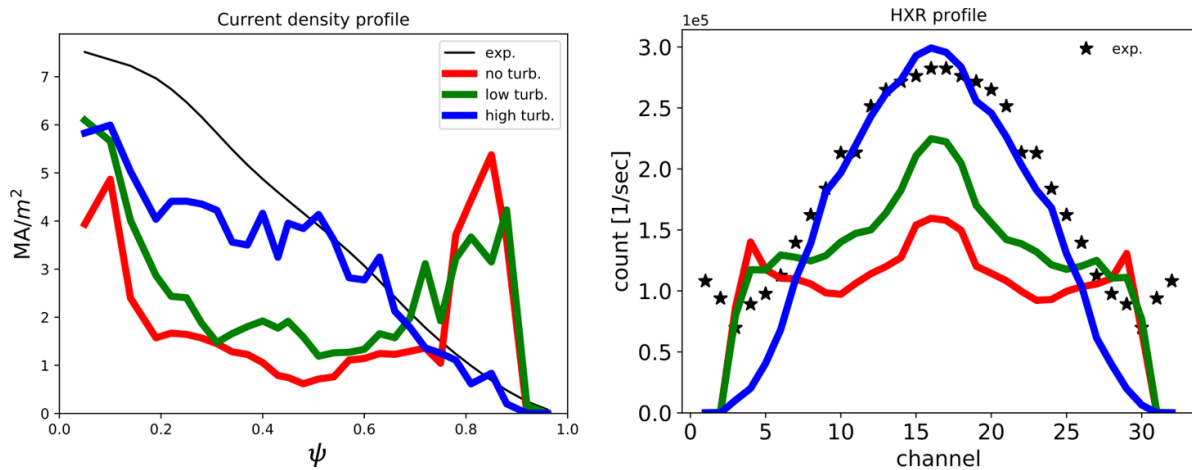 Current density profile
MA/m²
7
6
5
4
3
2
1
0
0.0 0.2 0.4 0.6 0.8 1.0
ψ
exp.
no turb.
low turb.
high turb.
HXR profile
1e5
count [1/sec]
3.0
2.5
2.0
1.5
1.0
0.5
0.0
0 5 10 15 20 25 30
channel
exp.